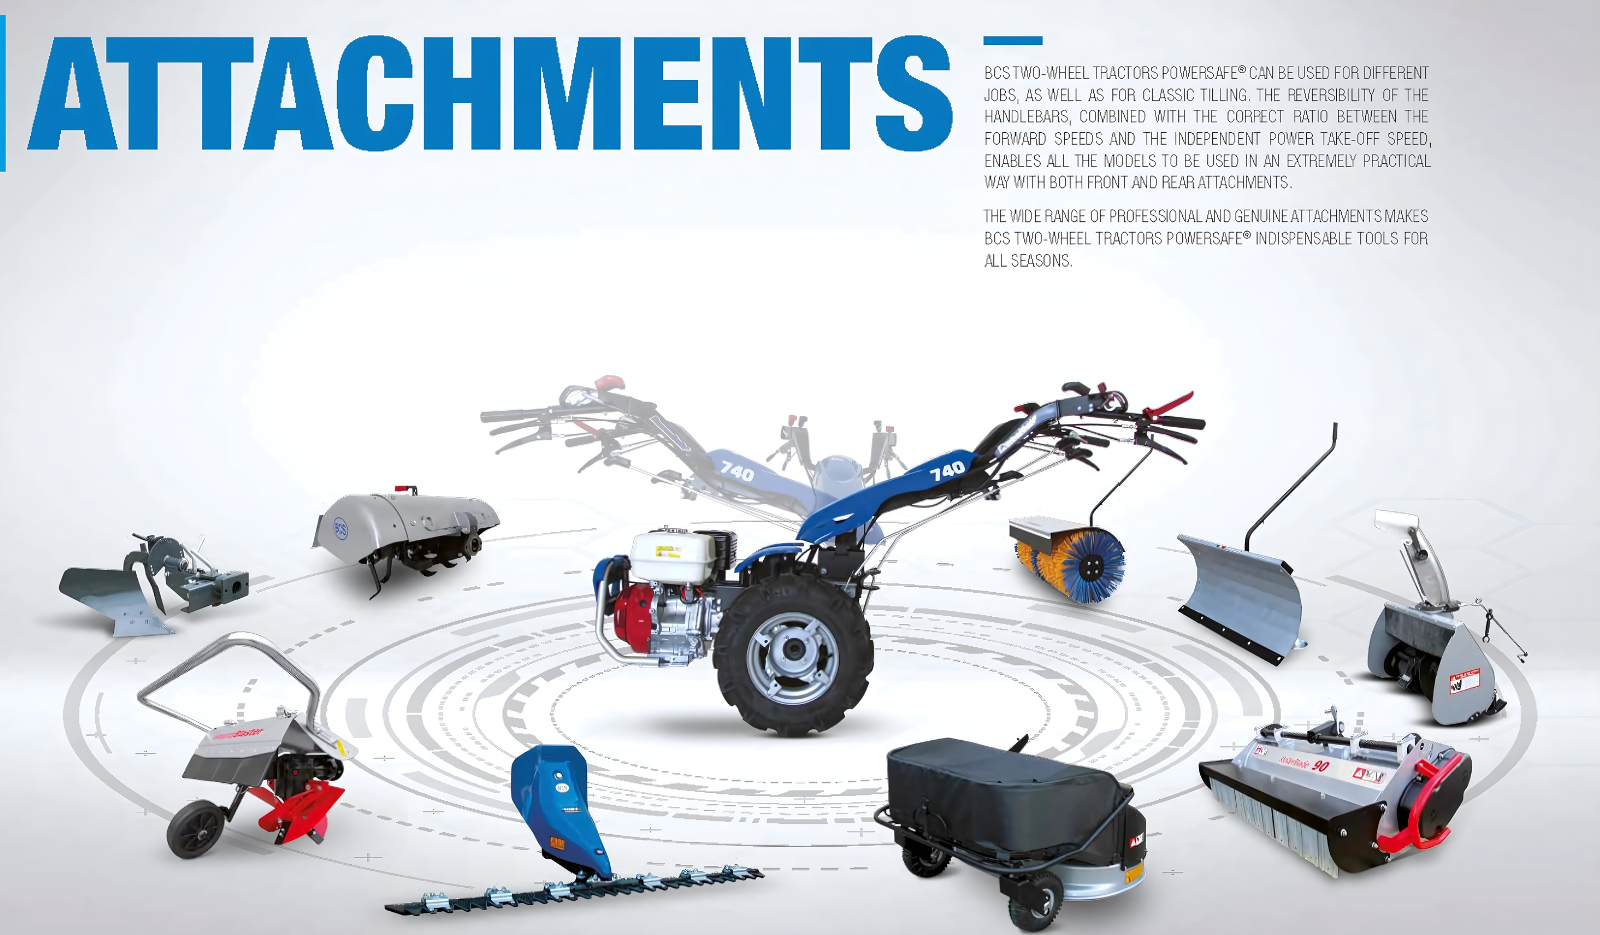 ATTACHMENTS
BCS TWO-WHEEL TRACTORS POWERSAFE® CAN BE USED FOR DIFFERENT
JOBS, AS WELL AS FOR CLASSIC TILLING. THE REVERSIBILITY OF THE
HANDLEBARS, COMBINED WITH THE CORRECT RATIO BETWEEN THE
FORWARD SPEEDS AND THE INDEPENDENT POWER TAKE-OFF SPEED,
ENABLES ALL THE MODELS TO BE USED IN AN EXTREMELY PRACTICAL
WAY WITH BOTH FRONT AND REAR ATTACHMENTS.
THE WIDE RANGE OF PROFESSIONAL AND GENUINE ATTACHMENTS MAKES
BCS TWO-WHEEL TRACTORS POWERSAFE® INDISPENSABLE TOOLS FOR
ALL SEASONS.
740
740
BCS
RollerBlade 90